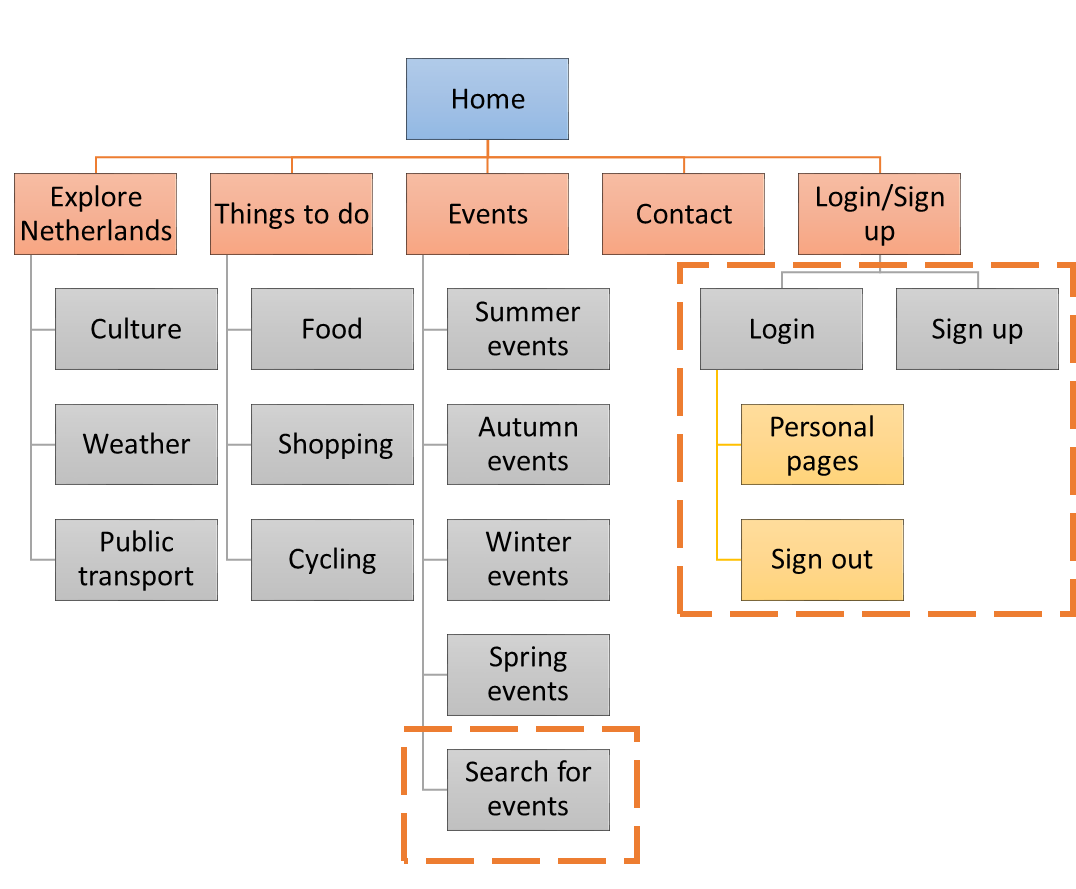 Home
Explore
Netherlands
Things to do
Events
Contact
Login/Sign
up
Culture
Weather
Public
transport
Food
Shopping
Cycling
Summer
events
Autumn
events
Winter
events
Spring
events
Search for
events
Login
Sign up
Personal
pages
Sign out